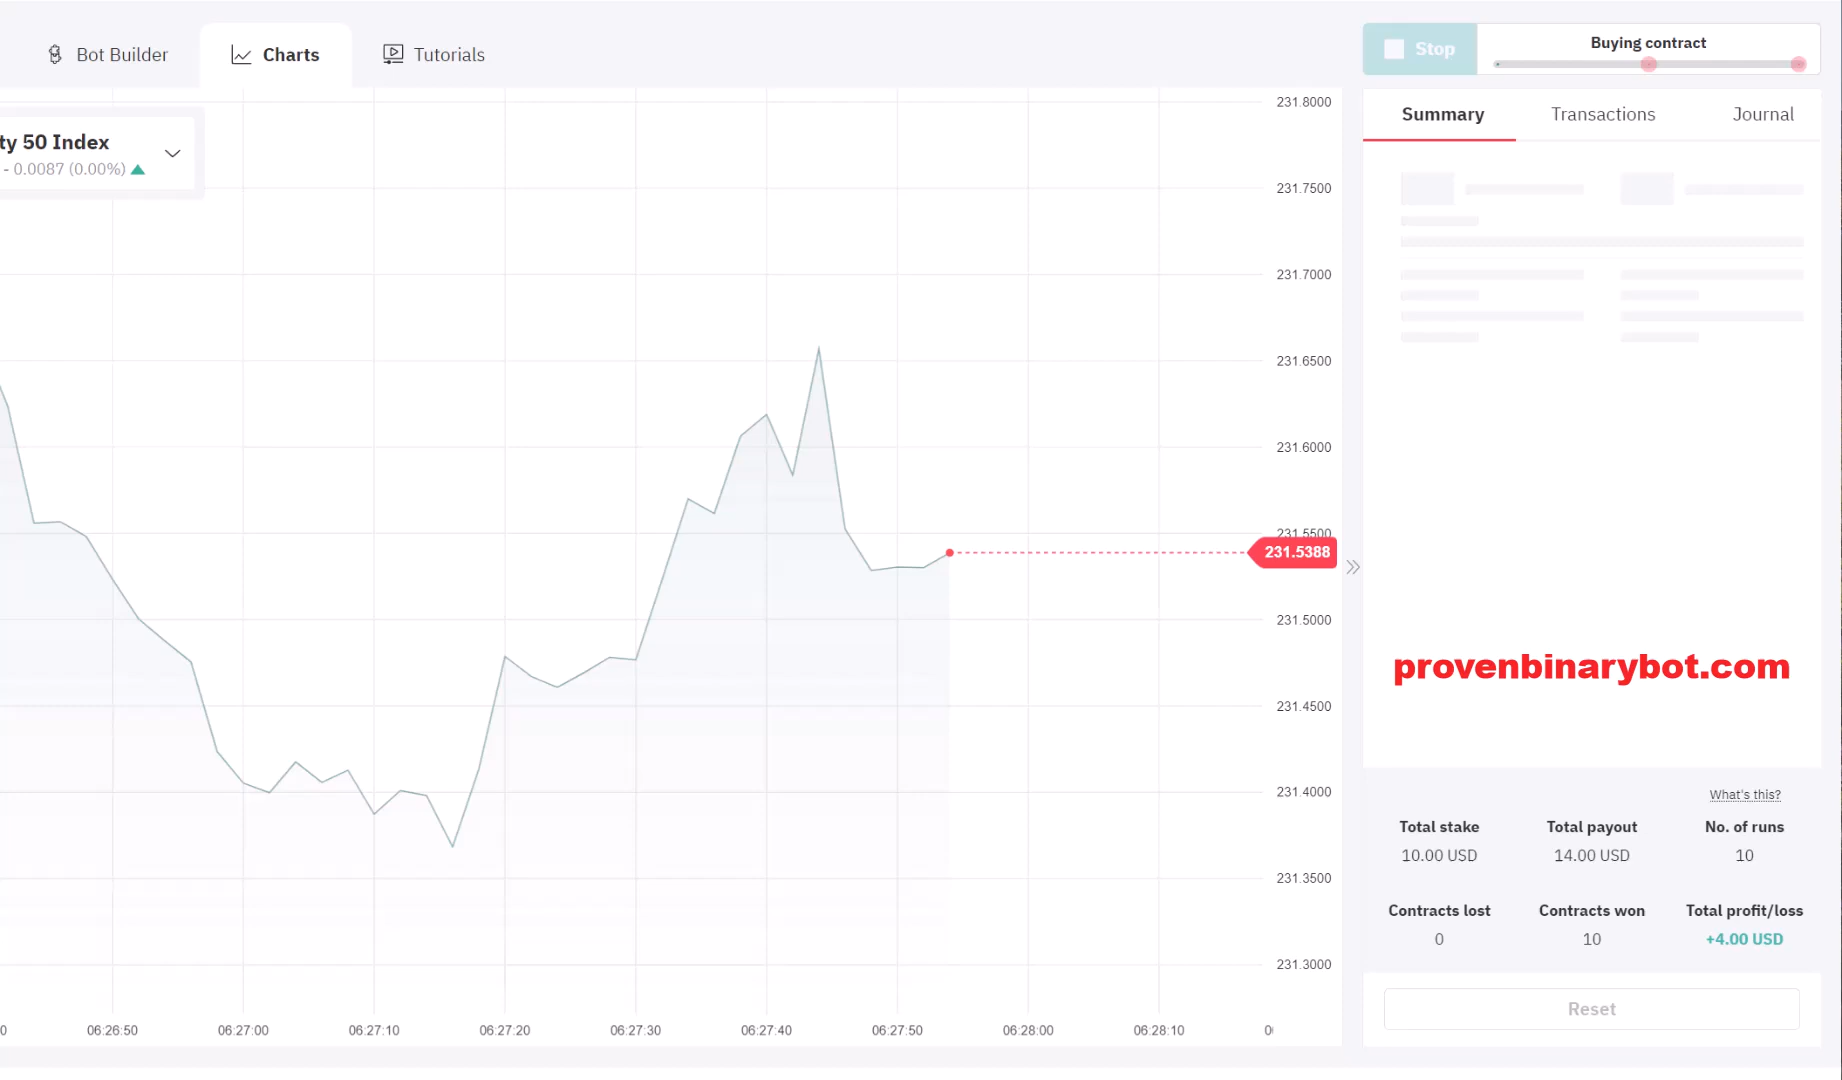 Bot Builder
Charts
Tutorials
Stop
Buying contract
ty 50 Index
- 0.0087 (0.00%)
Summary
Transactions
Journal
231.8000
231.7500
231.7000
231.6500
231.6000
231.5500
231.5388
231.5000
231.4500
231.4000
231.3500
231.3000
0
06:26:50
06:27:00
06:27:10
06:27:20
06:27:30
06:27:40
06:27:50
06:28:00
06:28:10
provenbinarybot.com
What's this?
Total stake
Total payout
No. of runs
10.00 USD
14.00 USD
10
Contracts lost
Contracts won
Total profit/loss
0
10
+4.00 USD
Reset